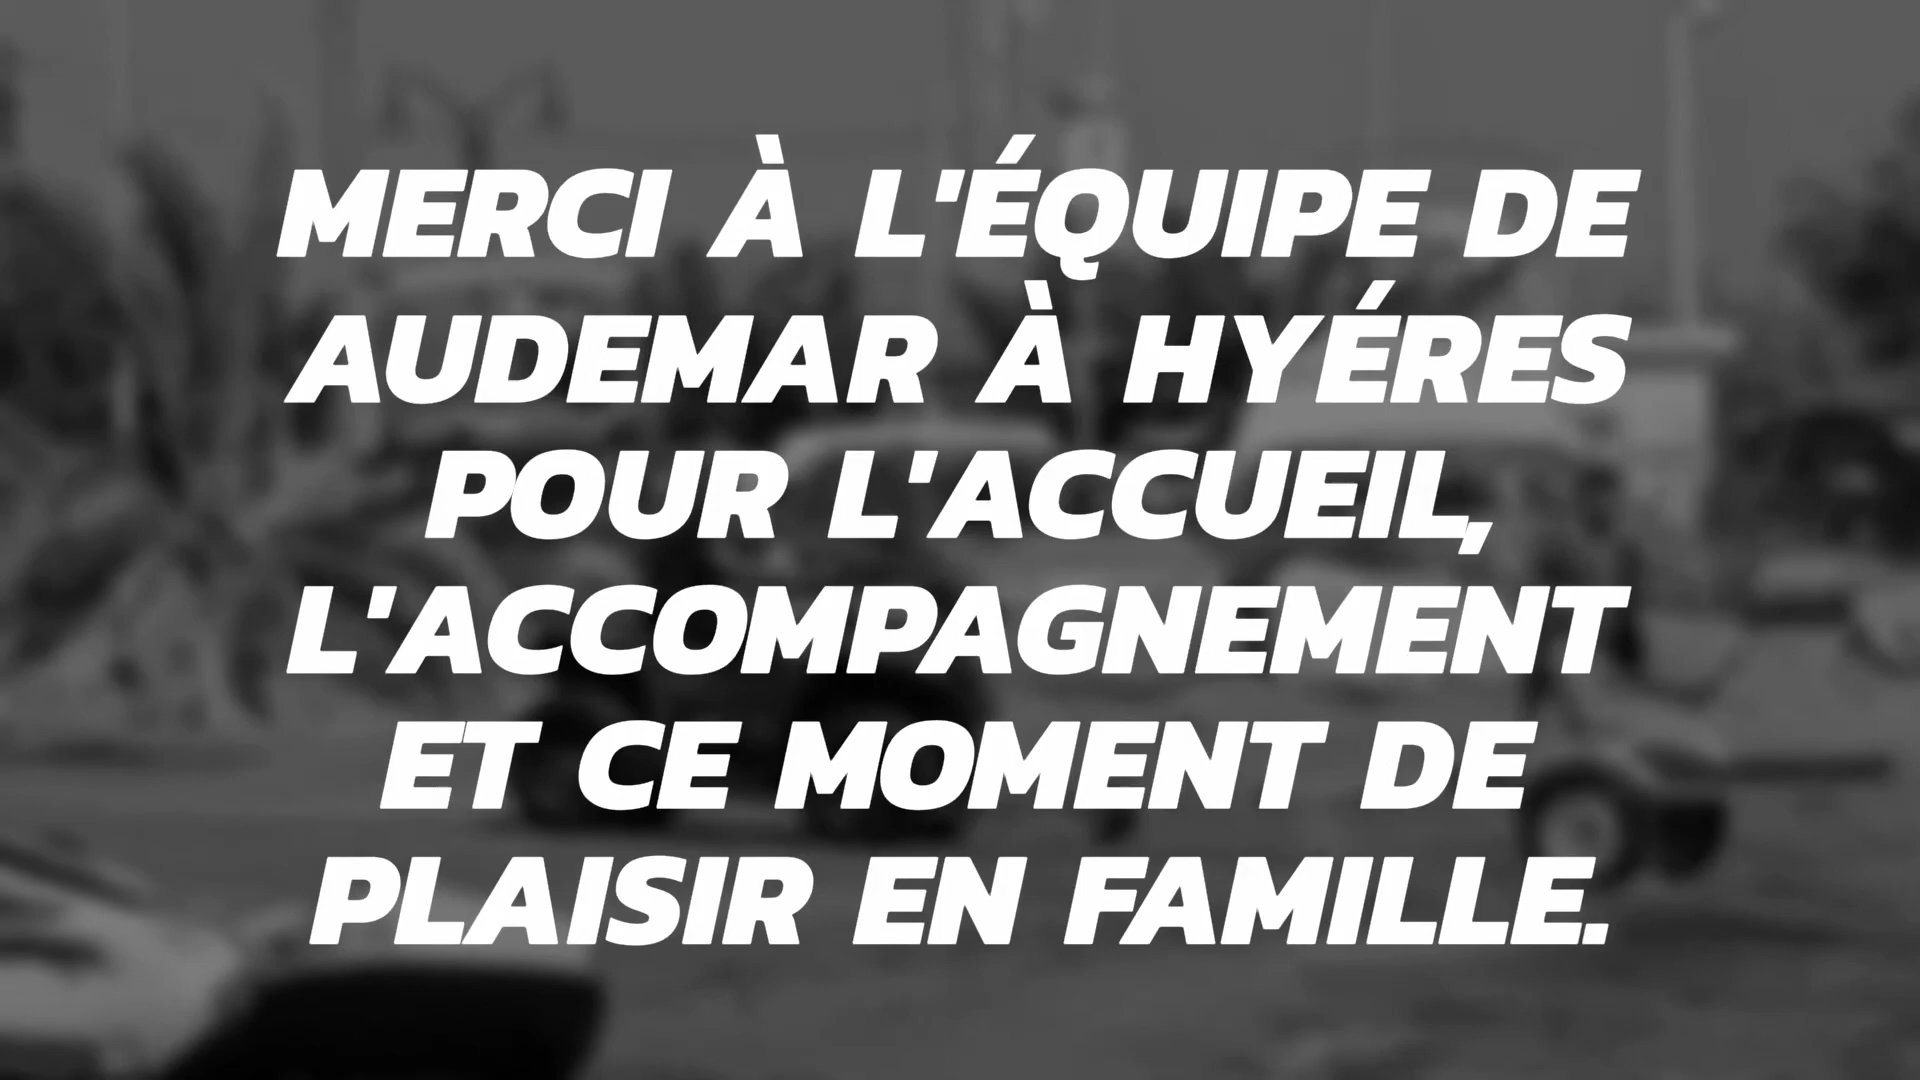 MERCI À L'ÉQUIPE DE
AUDEMAR À HYÉRES
POUR L'ACCUEIL,
L'ACCOMPAGNEMENT
ET CE MOMENT DE
PLAISIR EN FAMILLE.